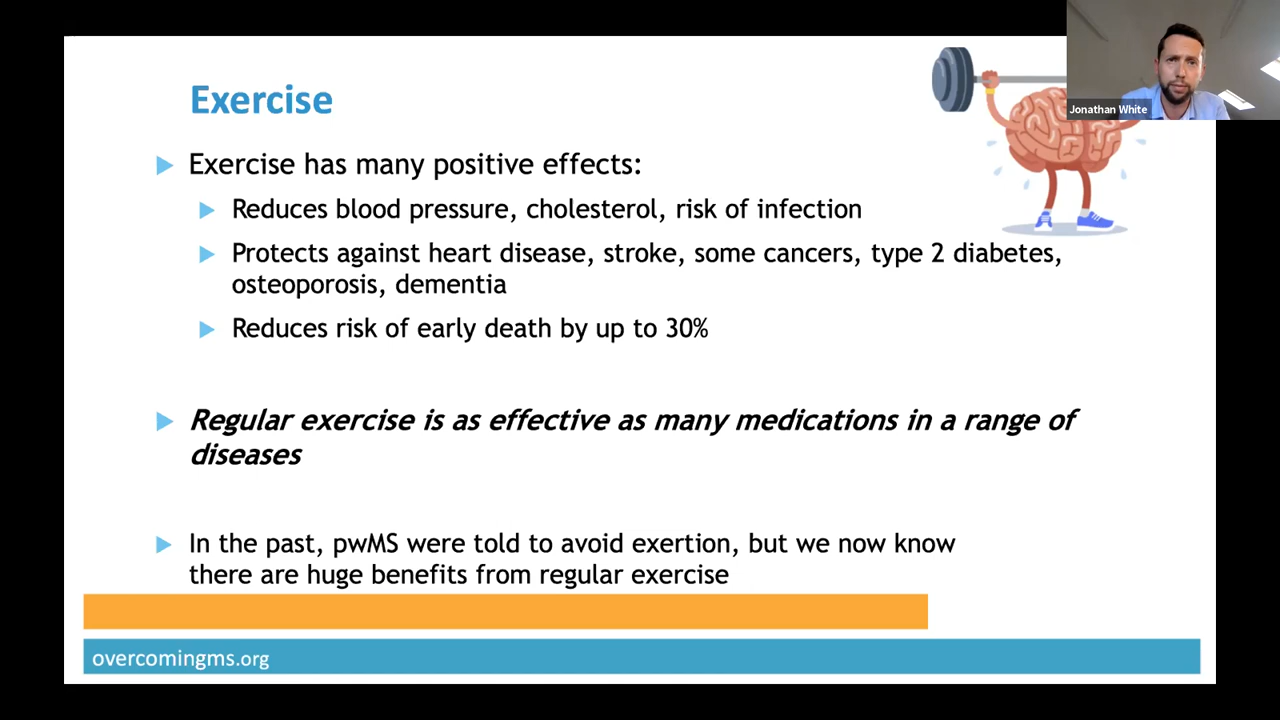 Exercise
Jonathan White
Exercise has many positive effects:
Reduces blood pressure, cholesterol, risk of infection
Protects against heart disease, stroke, some cancers, type 2 diabetes,
osteoporosis, dementia
Reduces risk of early death by up to 30%
Regular exercise is as effective as many medications in a range of
diseases
In the past, pwMS were told to avoid exertion, but we now know
there are huge benefits from regular exercise
overcomingms.org